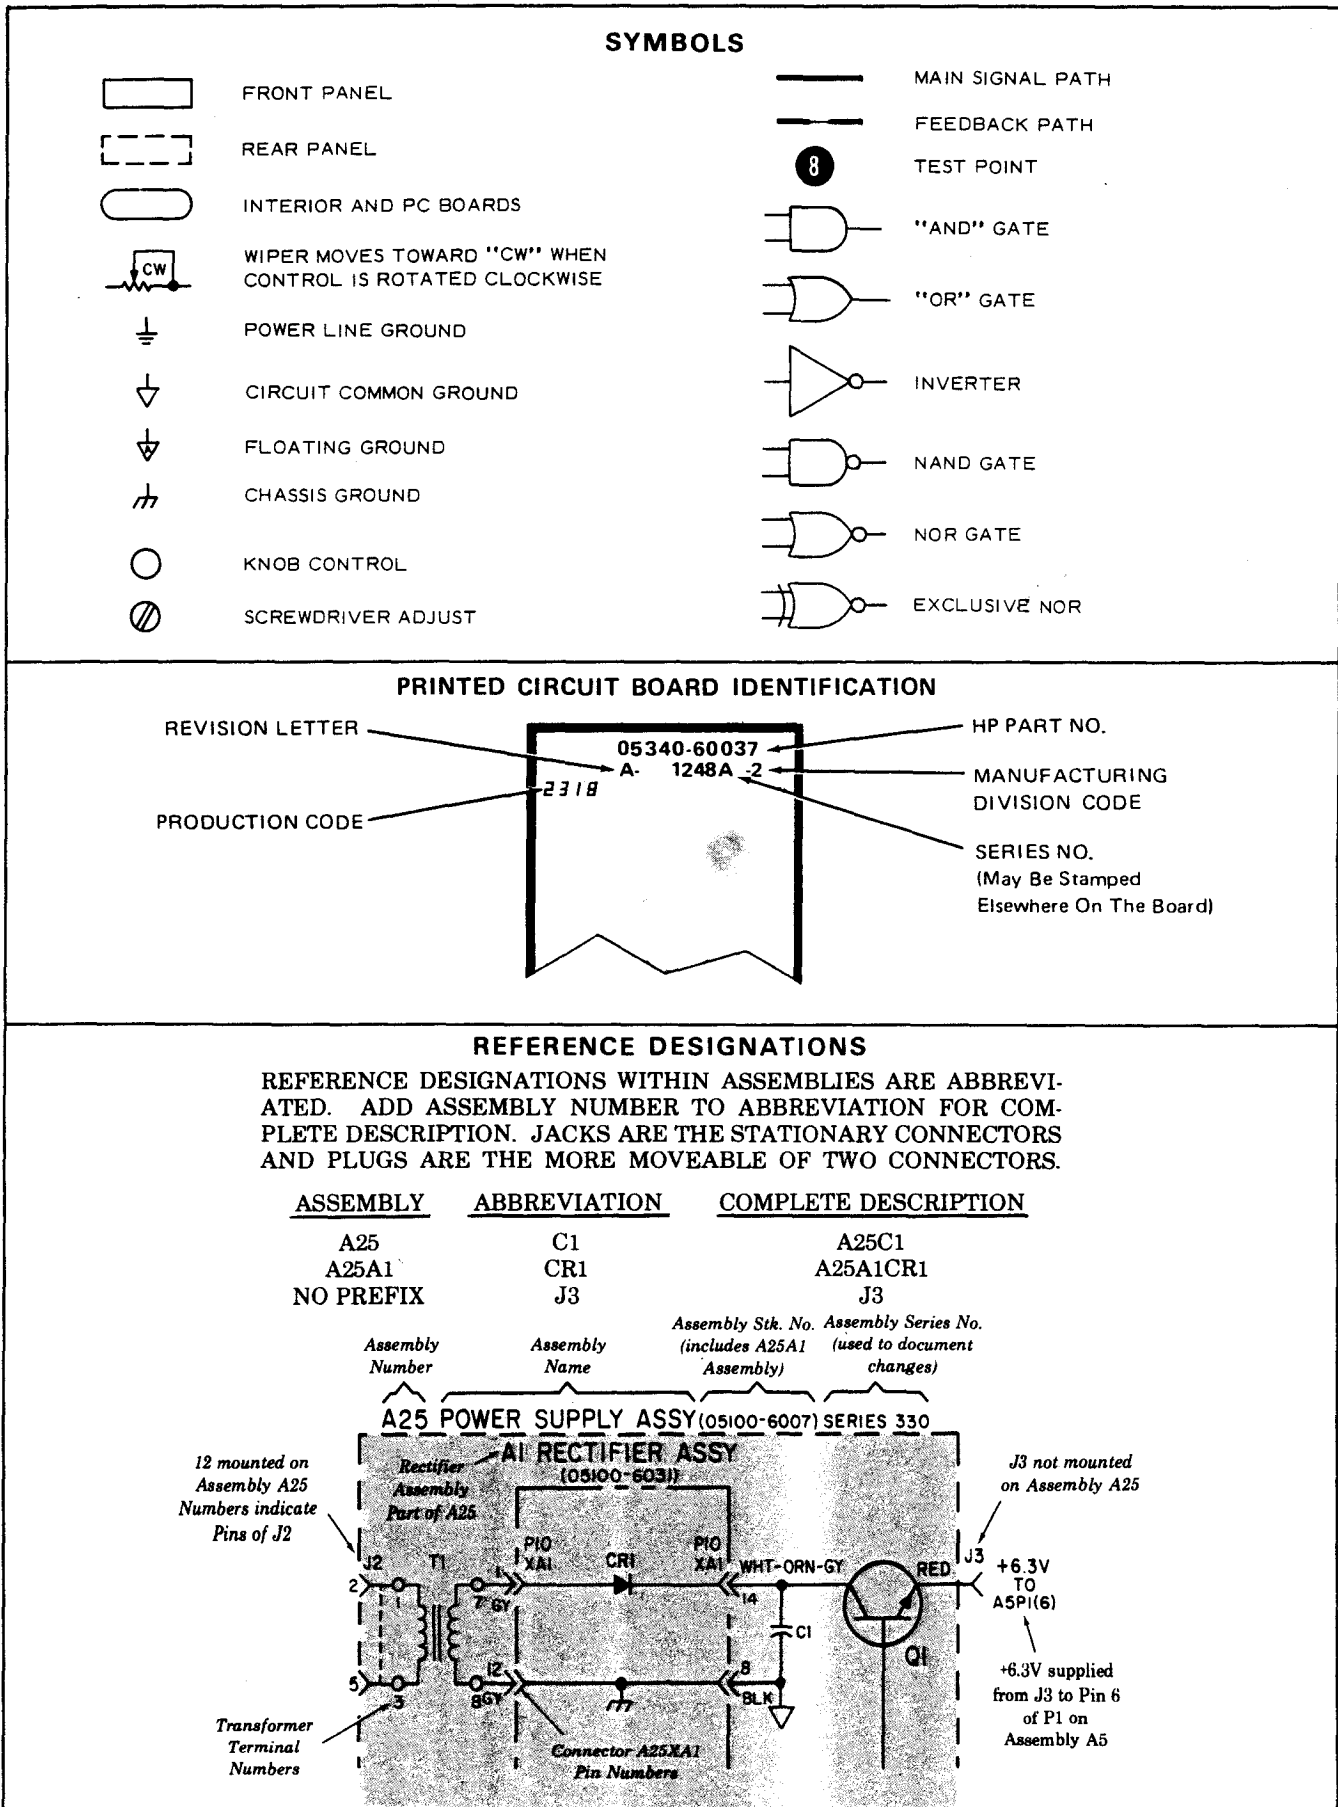 SYMBOLS
FRONT PANEL
REAR PANEL
INTERIOR AND PC BOARDS
CW
WIPER MOVES TOWARD "CW" WHEN
CONTROL IS ROTATED CLOCKWISE
POWER LINE GROUND
CIRCUIT COMMON GROUND
A
FLOATING GROUND
CHASSIS GROUND
KNOB CONTROL
SCREWDRIVER ADJUST
MAIN SIGNAL PATH
FEEDBACK PATH
8
TEST POINT
"AND" GATE
"OR" GATE
INVERTER
NAND GATE
NOR GATE
EXCLUSIVE NOR
PRINTED CIRCUIT BOARD IDENTIFICATION
REVISION LETTER
PRODUCTION CODE
05340-60037
A- 1248A -2
2318
HP PART NO.
MANUFACTURING
DIVISION CODE
SERIES NO.
(May Be Stamped
Elsewhere On The Board)
REFERENCE DESIGNATIONS
REFERENCE DESIGNATIONS WITHIN ASSEMBLIES ARE ABBREVI-
ATED. ADD ASSEMBLY NUMBER TO ABBREVIATION FOR COM-
PLETE DESCRIPTION. JACKS ARE THE STATIONARY CONNECTORS
AND PLUGS ARE THE MORE MOVEABLE OF TWO CONNECTORS.
ASSEMBLY ABBREVIATION COMPLETE DESCRIPTION
A25 C1 A25C1
A25A1 CR1 A25A1CR1
NO PREFIX J3 J3
Assembly
Number
Assembly
Name
Assembly Stk. No.
(includes A25A1
Assembly)
Assembly Series No.
(used to document
changes)
A25 POWER SUPPLY ASSY (05100-6007) SERIES 330
A1 RECTIFIER ASSY
(05100-6031)
Rectifier
Assembly
Part of A25
12 mounted on
Assembly A25
Numbers indicate
Pins of J2
J3 not mounted
on Assembly A25
J2
T1
P10
XA1
CR1
P10
XA1
WHT-ORN-GY
RED
J3
2
1
7
1
GY
14
C1
Q1
+6.3V
TO
A5P1(6)
5
3
8
12
GY
8
BLK
+6.3V supplied
from J3 to Pin 6
of P1 on
Assembly A5
Transformer
Terminal
Numbers
Connector A25XA1
Pin Numbers